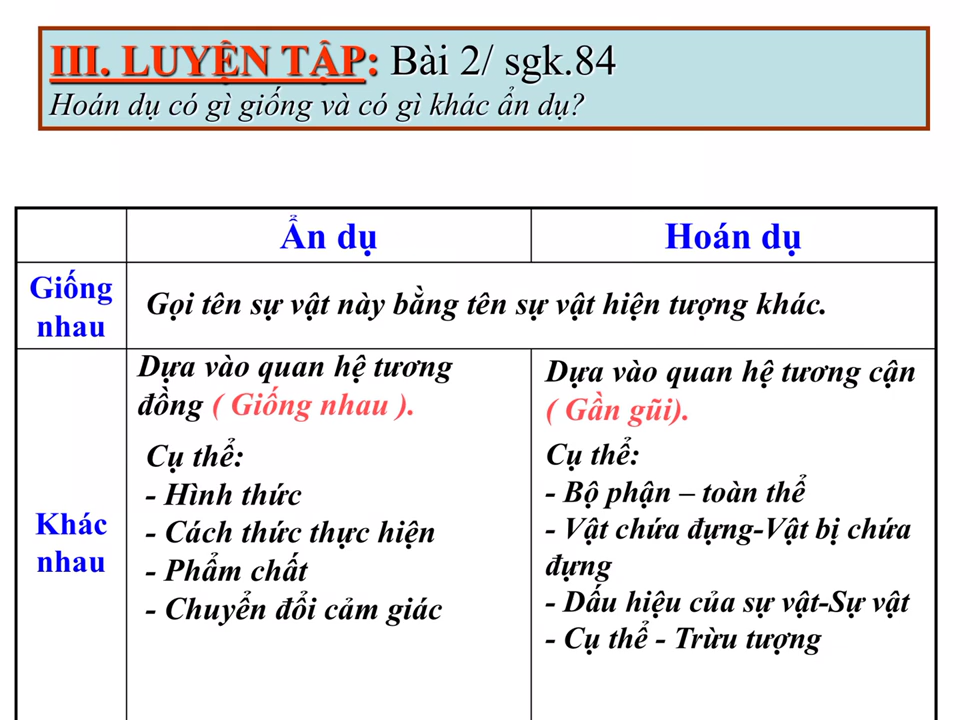 III. LUYỆN TẬP: Bài 2/ sgk.84
Hoán dụ có gì giống và có gì khác ẩn dụ?
Ẩn dụ
Hoán dụ
Giống
nhau
Gọi tên sự vật này bằng tên sự vật hiện tượng khác.
Khác
nhau
Dựa vào quan hệ tương
đồng ( Giống nhau ).
Cụ thể:
- Hình thức
- Cách thức thực hiện
- Phẩm chất
- Chuyển đổi cảm giác
Dựa vào quan hệ tương cận
( Gần gũi).
Cụ thể:
- Bộ phận – toàn thể
- Vật chứa đựng-Vật bị chứa
đựng
- Dấu hiệu của sự vật-Sự vật
- Cụ thể - Trừu tượng